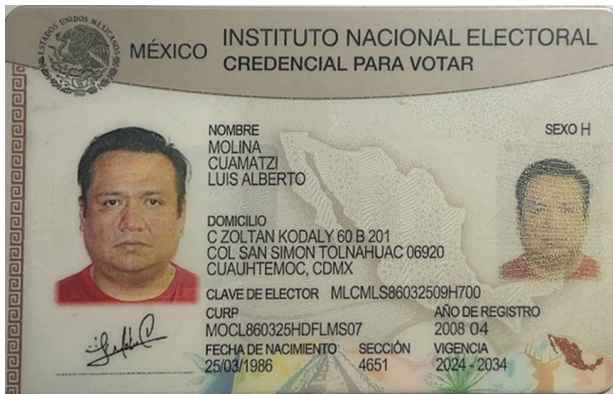 ESTADOS UNIDOS MEXICANOS
MÉXICO
INSTITUTO NACIONAL ELECTORAL
CREDENCIAL PARA VOTAR
NOMBRE
SEXO H
MOLINA
CUAMATZI
LUIS ALBERTO
DOMICILIO
C ZOLTAN KODALY 60 B 201
COL SAN SIMON TOLNAHUAC 06920
CUAUHTEMOC, CDMX
CLAVE DE ELECTOR MLCMLS86032509H700
CURP AÑO DE REGISTRO
MOCL860325HDFLMS07 2008 04
FECHA DE NACIMIENTO SECCIÓN VIGENCIA
25/03/1986 4651 2024 - 2034